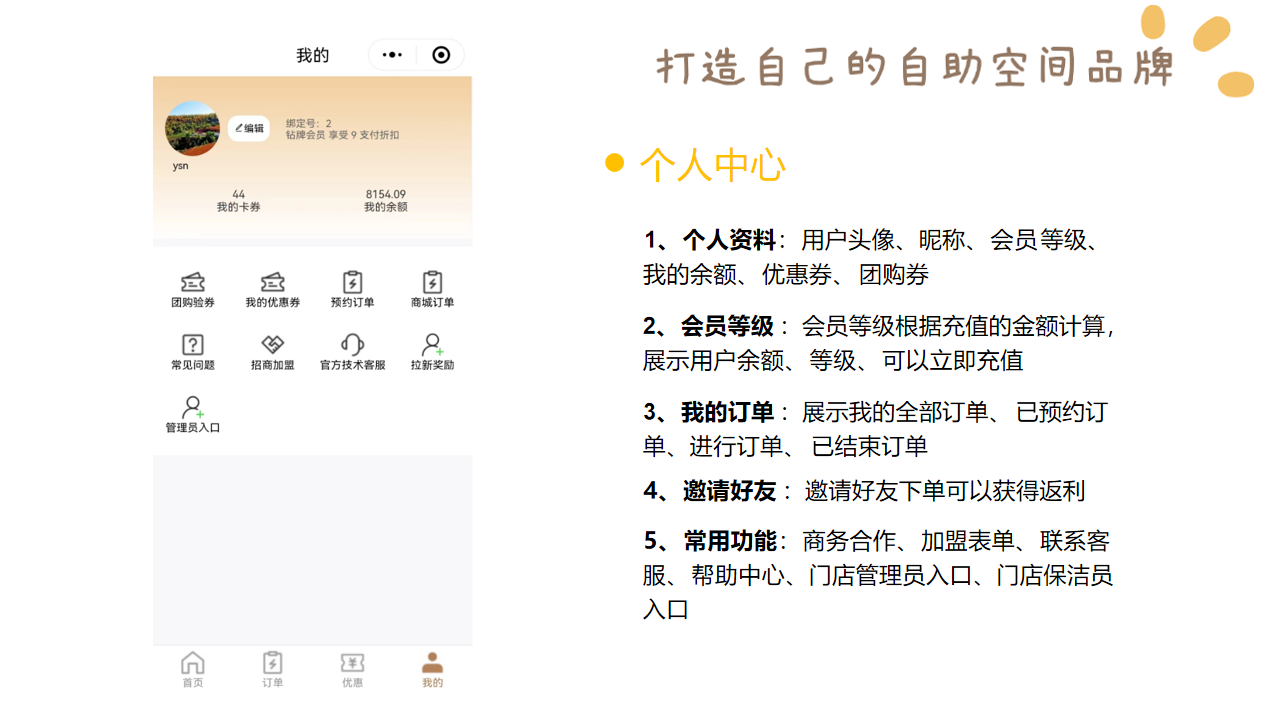 我的
打造自己的自助空间品牌
编辑
绑定号：2
钻牌会员 享受 9 支付折扣
ysn
44
我的卡券
8154.09
我的余额
团购验券
我的优惠券
预约订单
商城订单
常见问题
招商加盟
官方技术客服
拉新奖励
管理员入口
首页
订单
优惠
我的
个人中心
1、个人资料：用户头像、昵称、会员等级、
我的余额、优惠券、团购券
2、会员等级：会员等级根据充值的金额计算，
展示用户余额、等级、可以立即充值
3、我的订单：展示我的全部订单、已预约订
单、进行订单、已结束订单
4、邀请好友：邀请好友下单可以获得返利
5、常用功能：商务合作、加盟表单、联系客
服、帮助中心、门店管理员入口、门店保洁员
入口